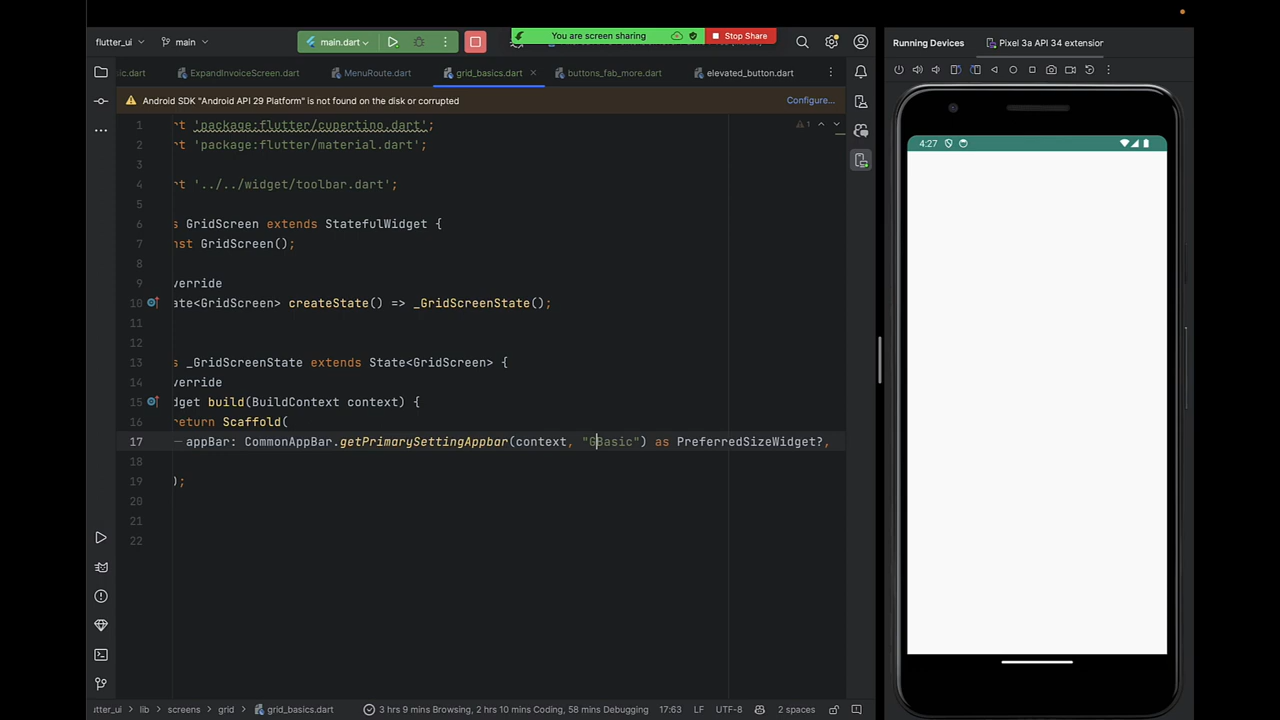 flutter_ui
main
main.dart
You are screen sharing
Stop Share
Running Devices
Pixel 3a API 34 extension
ic.dart
ExpandInvoiceScreen.dart
MenuRoute.dart
grid_basics.dart
buttons_fab_more.dart
elevated_button.dart
Android SDK "Android API 29 Platform" is not found on the disk or corrupted
Configure...
1 rt 'package:flutter/cupertino.dart';
1
2 rt 'package:flutter/material.dart';
3
4 rt '../../widget/toolbar.dart';
5
6 s GridScreen extends StatefulWidget {
7 nst GridScreen();
8
9 verride
10 ate<GridScreen> createState() => _GridScreenState();
11
12
13 s _GridScreenState extends State<GridScreen> {
14 verride
15 dget build(BuildContext context) {
16 return Scaffold(
17 appBar: CommonAppBar.getPrimarySettingAppbar(context, "GBasic") as PreferredSizeWidget?,
18
19 );
20
21
22
4:27
utter_ui
lib
screens
grid
grid_basics.dart
3 hrs 9 mins Browsing, 2 hrs 10 mins Coding, 58 mins Debugging
17:63
LF
UTF-8
2 spaces